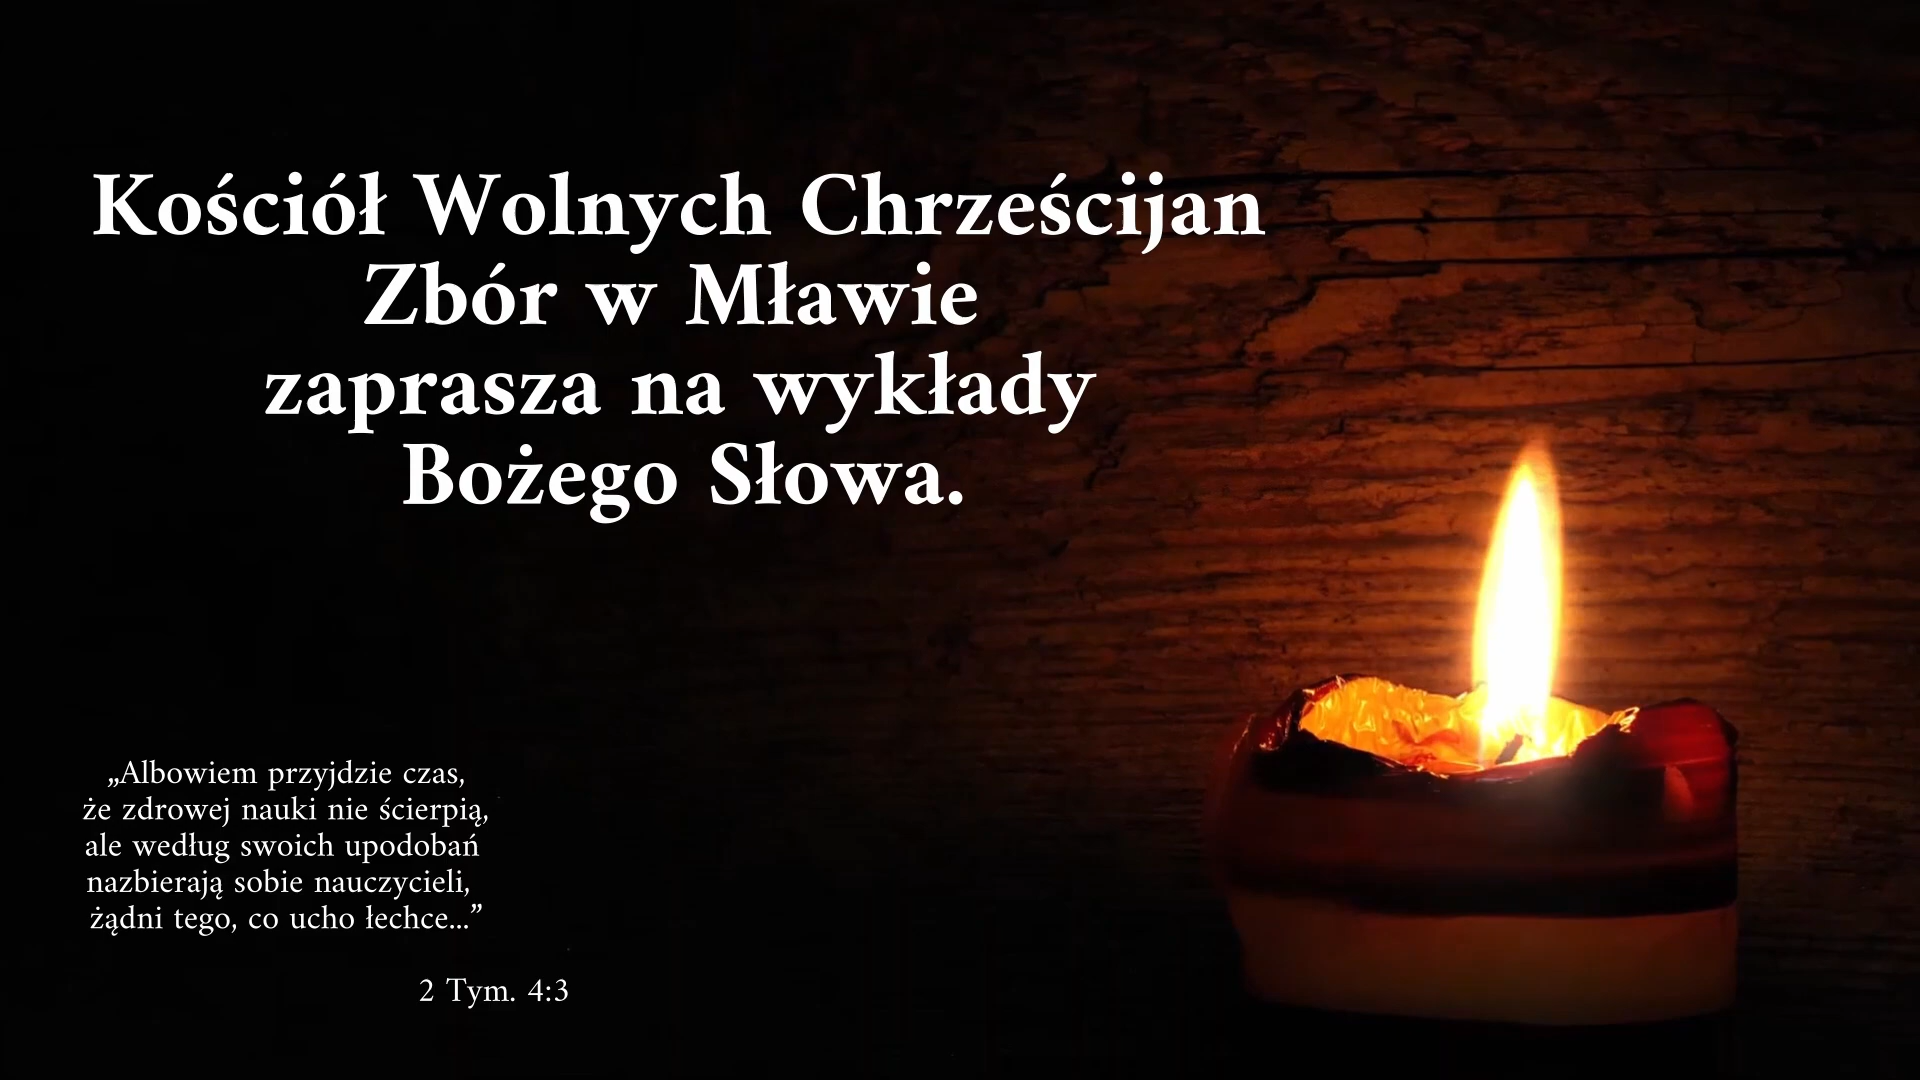 Kościół Wolnych Chrześcijan
Zbór w Mławie
zaprasza na wykłady
Bożego Słowa.
„Albowiem przyjdzie czas,
że zdrowej nauki nie ścierpią,
ale według swoich upodobań
nazbierają sobie nauczycieli,
żądni tego, co ucho łechce...”
2 Tym. 4:3